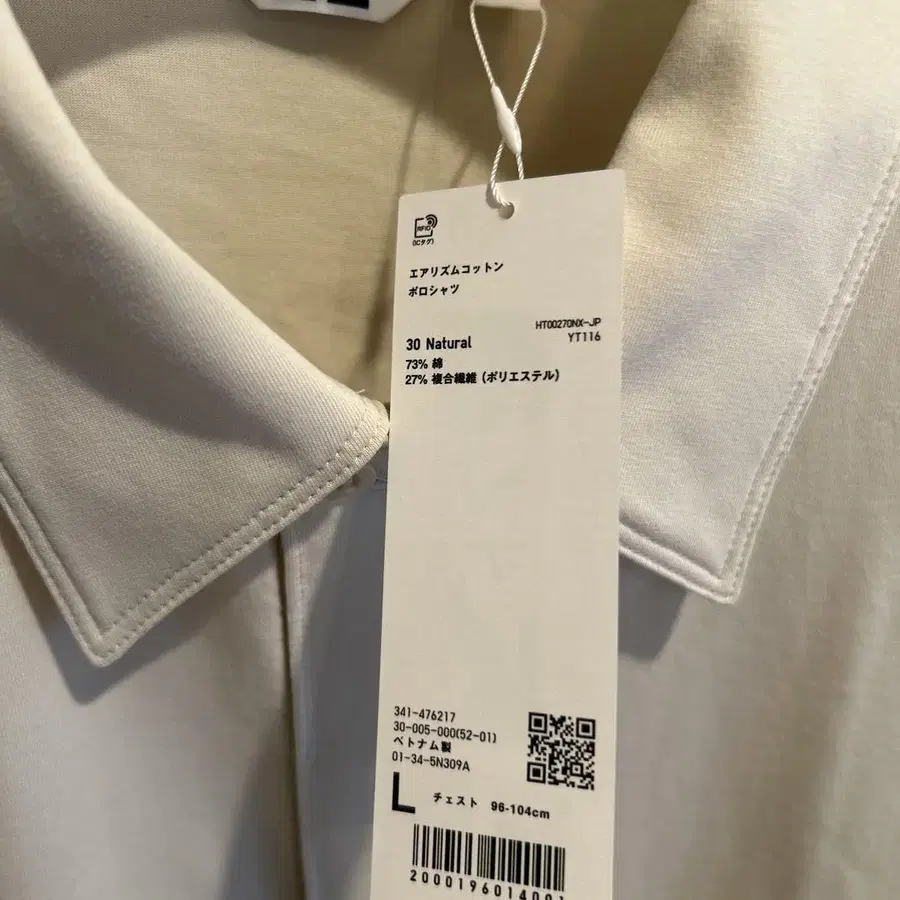 RFID
(ICタグ)
エアリズムコットン
ポロシャツ
HT00270NX-JP
30 Natural
YT116
73% 綿
27% 複合繊維 (ポリエステル)
341-476217
30-005-000(52-01)
ベトナム製
01-34-5N309A
L チェスト 96-104cm
2000196014001